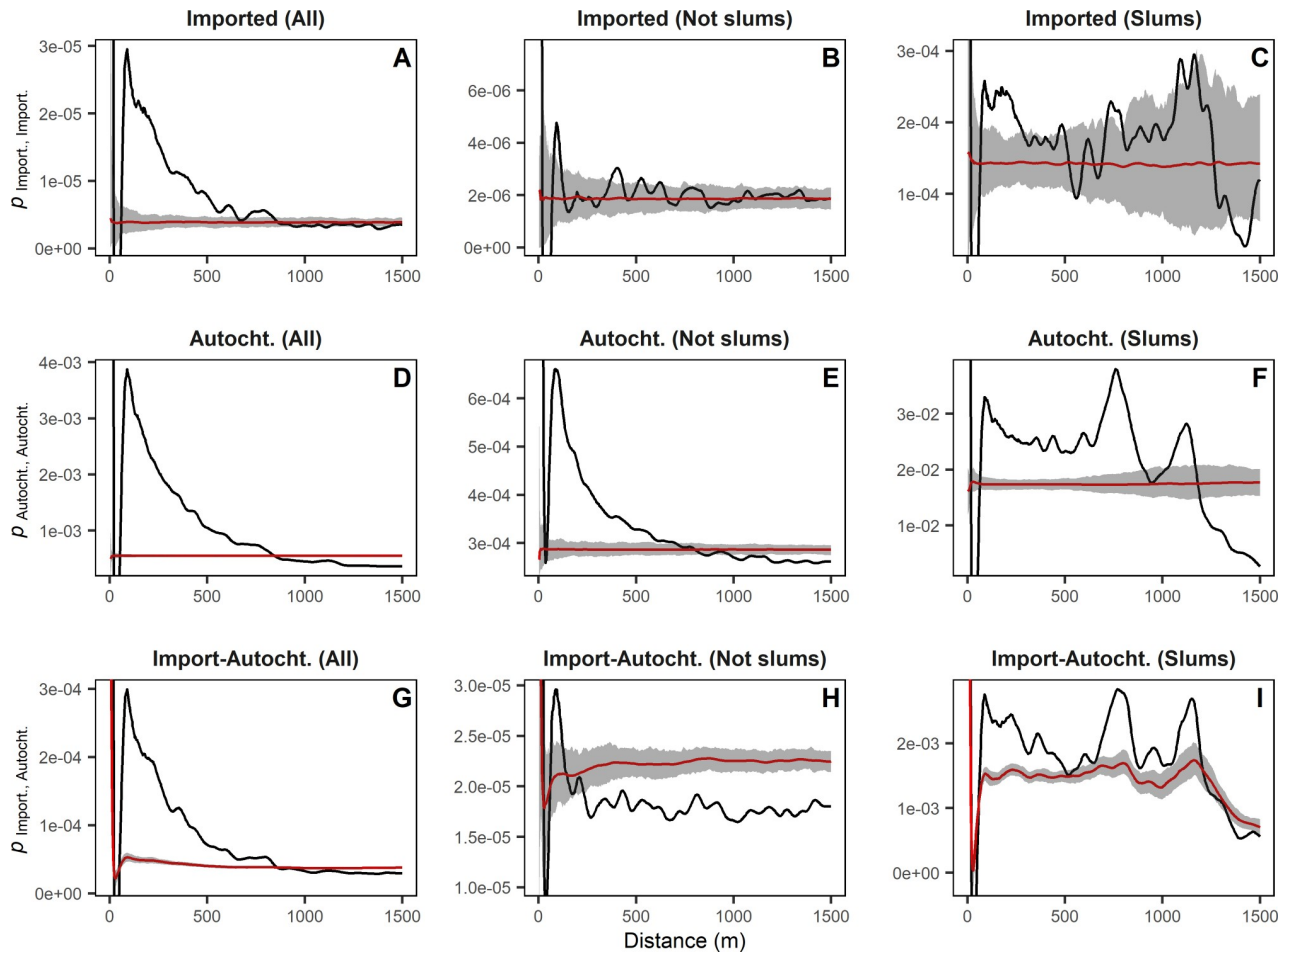 Imported (All)
Imported (Not slums)
Imported (Slums)
A
B
C
p Import., Import.
3e-05
2e-05
1e-05
0e+00
6e-06
4e-06
2e-06
0e+00
3e-04
2e-04
1e-04
0 500 1000 1500
0 500 1000 1500
0 500 1000 1500
Autocht. (All)
Autocht. (Not slums)
Autocht. (Slums)
D
E
F
p Autocht., Autocht.
4e-03
3e-03
2e-03
1e-03
6e-04
5e-04
4e-04
3e-04
3e-02
2e-02
1e-02
0 500 1000 1500
0 500 1000 1500
0 500 1000 1500
Import-Autocht. (All)
Import-Autocht. (Not slums)
Import-Autocht. (Slums)
G
H
I
p Import., Autocht.
3e-04
2e-04
1e-04
0e+00
3.0e-05
2.5e-05
2.0e-05
1.5e-05
1.0e-05
2e-03
1e-03
0e+00
0 500 1000 1500
0 500 1000 1500
0 500 1000 1500
Distance (m)